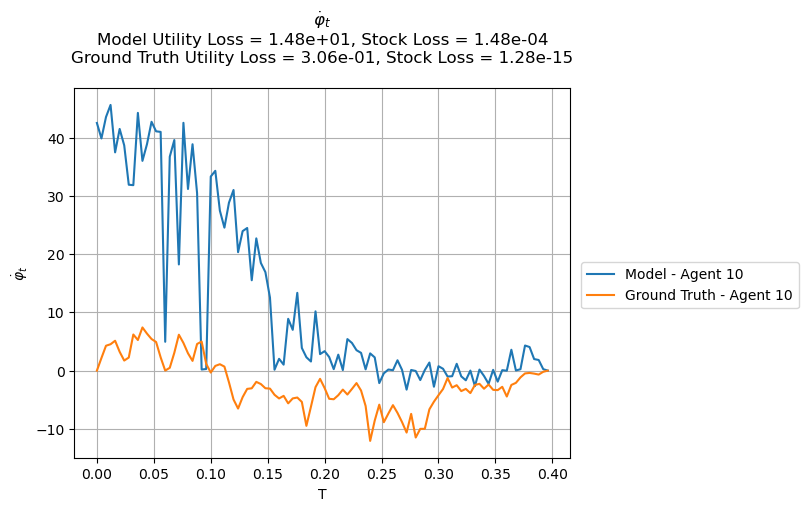 φ̇ₜ
Model Utility Loss = 1.48e+01, Stock Loss = 1.48e-04
Ground Truth Utility Loss = 3.06e-01, Stock Loss = 1.28e-15
φ̇ₜ
40
30
20
10
0
−10
0.00 0.05 0.10 0.15 0.20 0.25 0.30 0.35 0.40
T
Model - Agent 10
Ground Truth - Agent 10